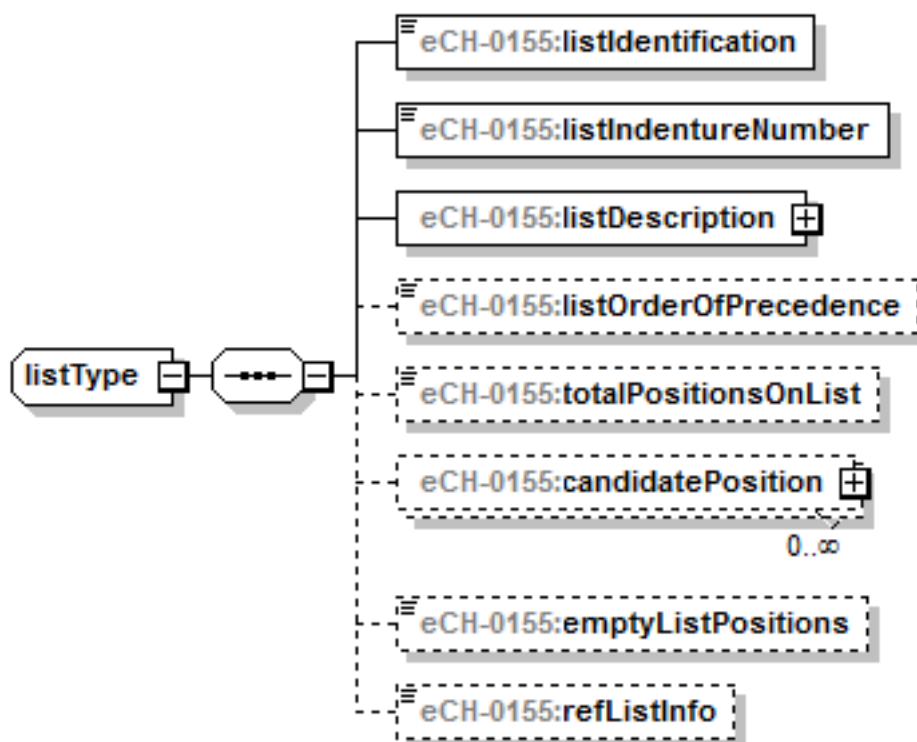 eCH-0155:listIdentification
eCH-0155:listIndentureNumber
eCH-0155:listDescription
eCH-0155:listOrderOfPrecedence
listType
eCH-0155:totalPositionsOnList
eCH-0155:candidatePosition
0..∞
eCH-0155:emptyListPositions
eCH-0155:refListInfo